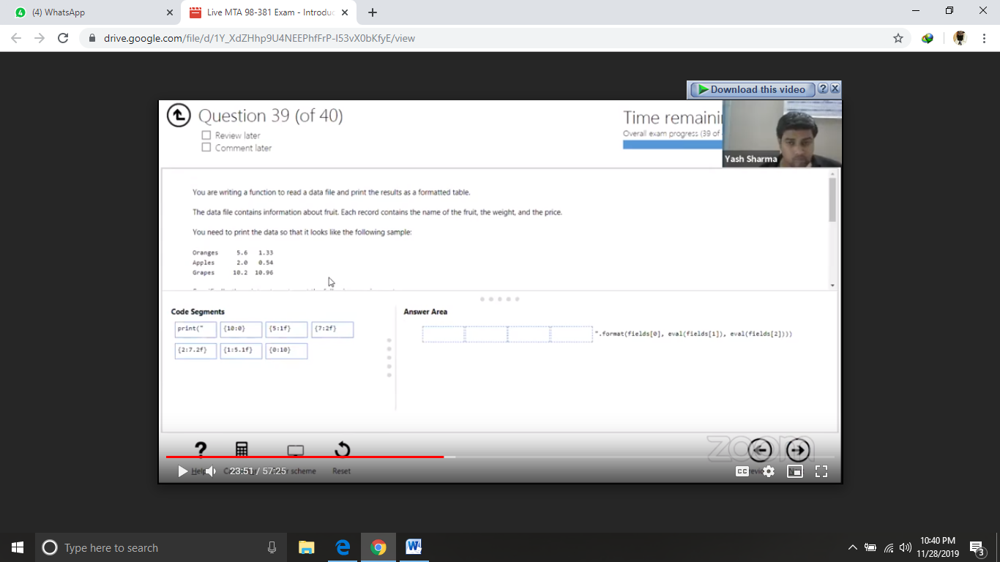 (4) WhatsApp
Live MTA 98-381 Exam - Introduc
drive.google.com/file/d/1Y_XdZHhp9U4NEEPhfFrP-I53vX0bKfyE/view
Download this video
Question 39 (of 40)
Review later
Comment later
Time remaini
Overall exam progress (39 of
Yash Sharma
You are writing a function to read a data file and print the results as a formatted table.
The data file contains information about fruit. Each record contains the name of the fruit, the weight, and the price.
You need to print the data so that it looks like the following sample:
Oranges 5.6 1.33
Apples 2.0 0.54
Grapes 10.2 10.96
Code Segments
print(" {10:0} {5:1f} {7:2f}
{2:7.2f} {1:5.1f} {0:10}
Answer Area
".format(fields[0], eval(fields[1]), eval(fields[2])))
zoom
23:51 / 57:25
Help
scheme
Reset
CC
Type here to search
10:40 PM
11/28/2019
3